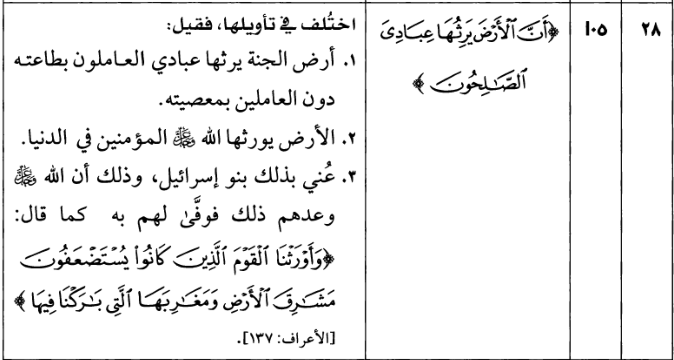 ٢٨
١٠٥
﴿أَنَّ ٱلْأَرْضَ يَرِثُهَا عِبَادِىَ
ٱلصَّـٰلِحُونَ﴾
اختُلف في تأويلها، فقيل:
١. أرض الجنة يرثها عبادي العاملون بطاعته
دون العاملين بمعصيته.
٢. الأرض يورثها الله ﷻ المؤمنين في الدنيا.
٣. عُني بذلك بنو إسرائيل، وذلك أن الله ﷻ
وعدهم ذلك فوفَّىٰ لهم به كما قال:
﴿وَأَوْرَثْنَا ٱلْقَوْمَ ٱلَّذِينَ كَانُوا۟ يُسْتَضْعَفُونَ
مَشَـٰرِقَ ٱلْأَرْضِ وَمَغَـٰرِبَهَا ٱلَّتِى بَـٰرَكْنَا فِيهَا﴾
[الأعراف: ١٣٧].